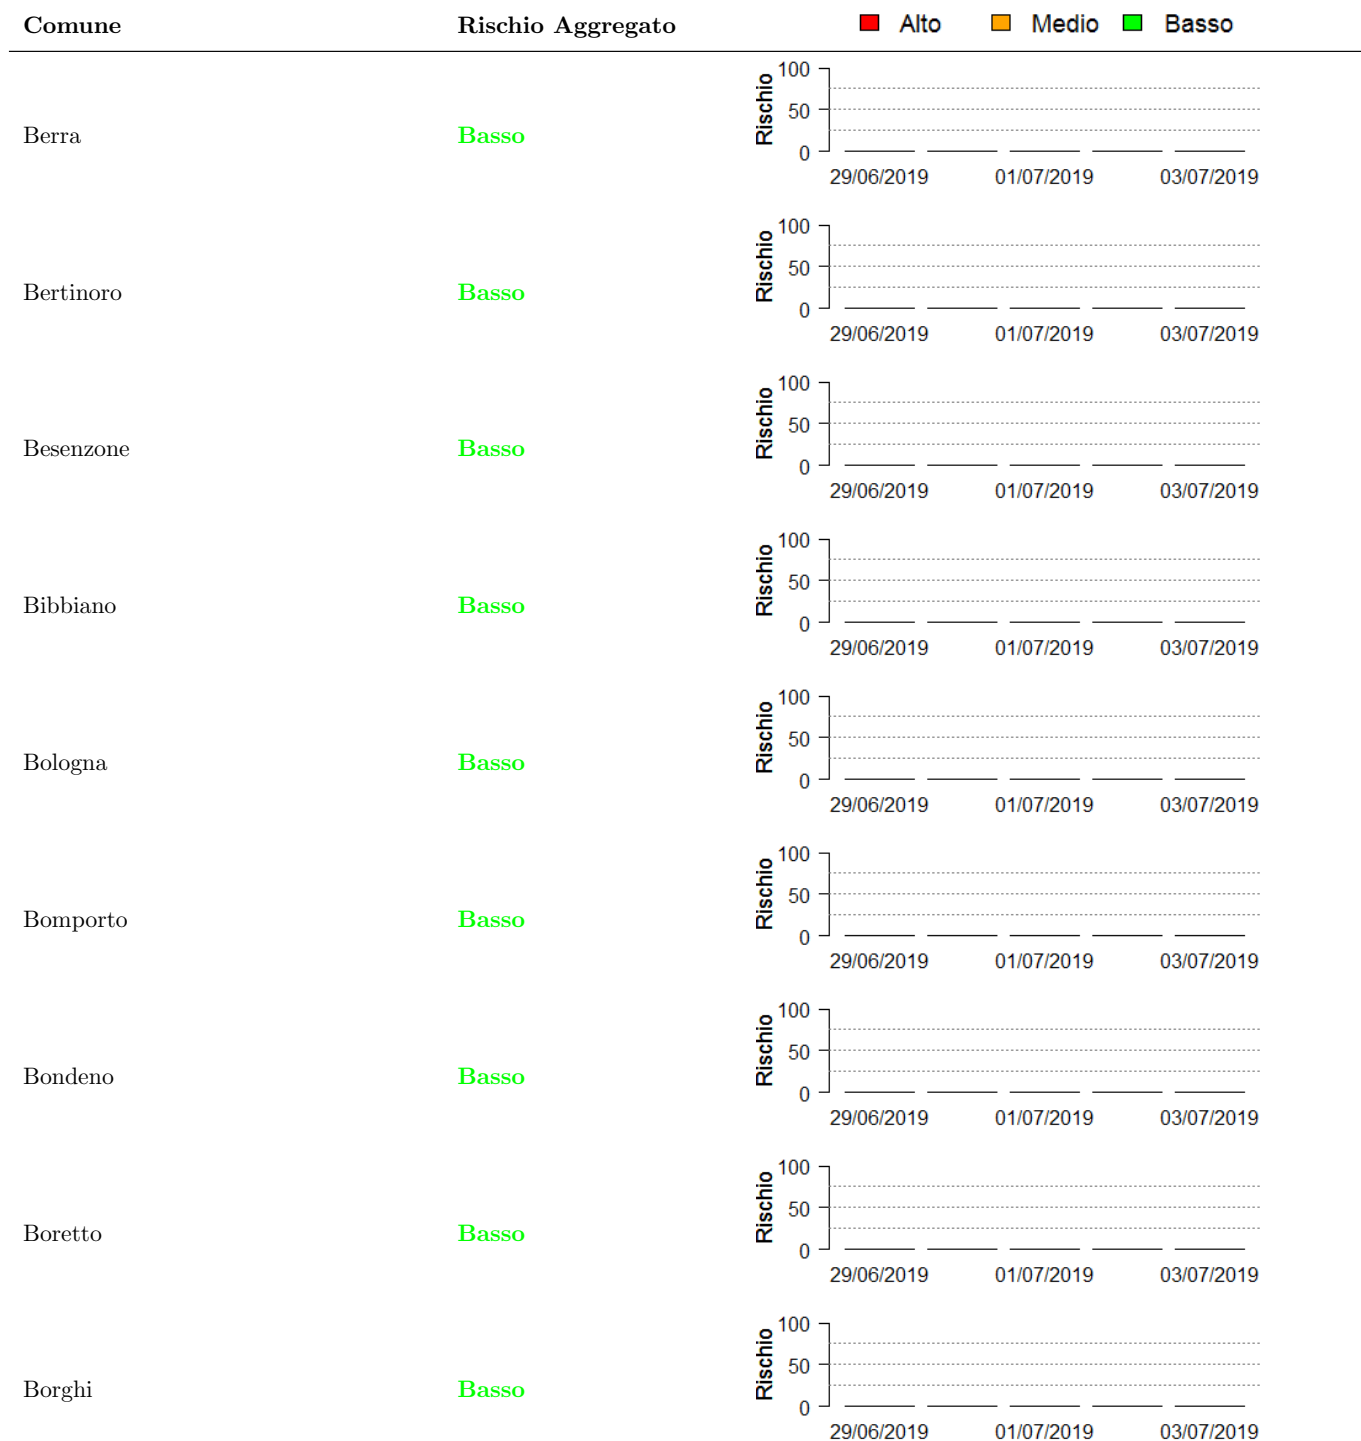 Comune Rischio Aggregato Alto Medio Basso
100
50
0
Rischio
Berra Basso
29/06/2019 01/07/2019 03/07/2019
100
50
0
Rischio
Bertinoro Basso
29/06/2019 01/07/2019 03/07/2019
100
50
0
Rischio
Besenzone Basso
29/06/2019 01/07/2019 03/07/2019
100
50
0
Rischio
Bibbiano Basso
29/06/2019 01/07/2019 03/07/2019
100
50
0
Rischio
Bologna Basso
29/06/2019 01/07/2019 03/07/2019
100
50
0
Rischio
Bomporto Basso
29/06/2019 01/07/2019 03/07/2019
100
50
0
Rischio
Bondeno Basso
29/06/2019 01/07/2019 03/07/2019
100
50
0
Rischio
Boretto Basso
29/06/2019 01/07/2019 03/07/2019
100
50
0
Rischio
Borghi Basso
29/06/2019 01/07/2019 03/07/2019